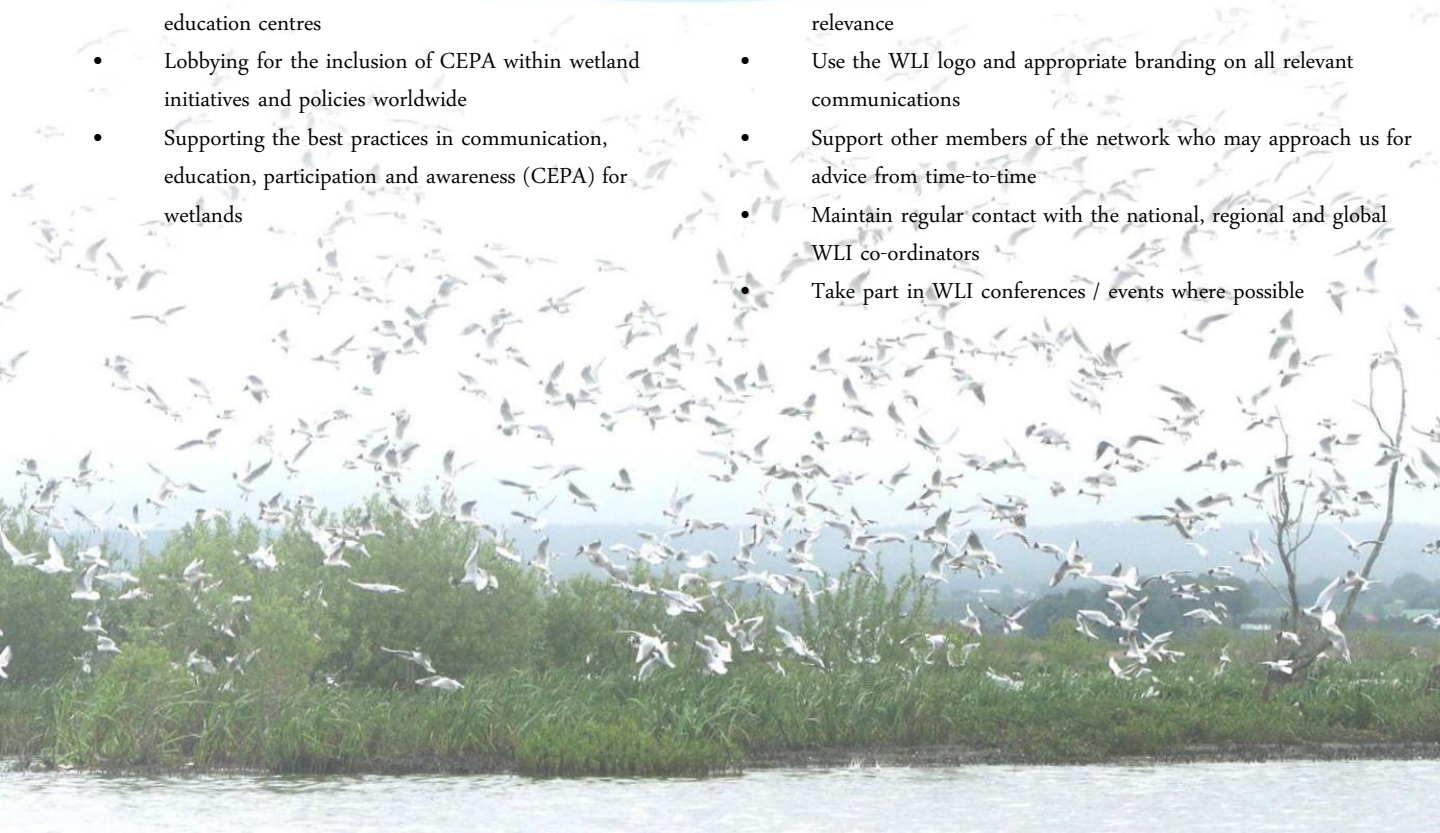 education centres
• Lobbying for the inclusion of CEPA within wetland
initiatives and policies worldwide
• Supporting the best practices in communication,
education, participation and awareness (CEPA) for
wetlands
relevance
• Use the WLI logo and appropriate branding on all relevant
communications
• Support other members of the network who may approach us for
advice from time-to-time
• Maintain regular contact with the national, regional and global
WLI co-ordinators
• Take part in WLI conferences / events where possible